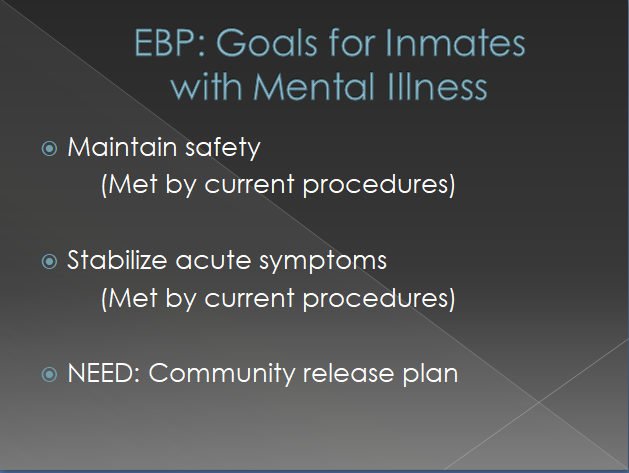 EBP: Goals for Inmates
with Mental Illness
Maintain safety
(Met by current procedures)
Stabilize acute symptoms
(Met by current procedures)
NEED: Community release plan